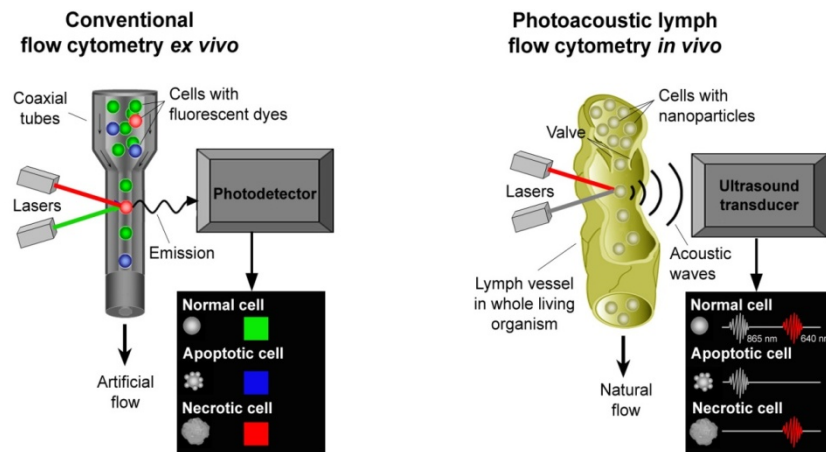 Conventional
flow cytometry ex vivo
Coaxial
tubes
Cells with
fluorescent dyes
Lasers
Photodetector
Emission
Normal cell
Apoptotic cell
Necrotic cell
Artificial
flow
Photoacoustic lymph
flow cytometry in vivo
Cells with
nanoparticles
Valve
Lasers
Ultrasound
transducer
Acoustic
waves
Lymph vessel
in whole living
organism
Normal cell
865 nm
640 nm
Apoptotic cell
Necrotic cell
Natural
flow